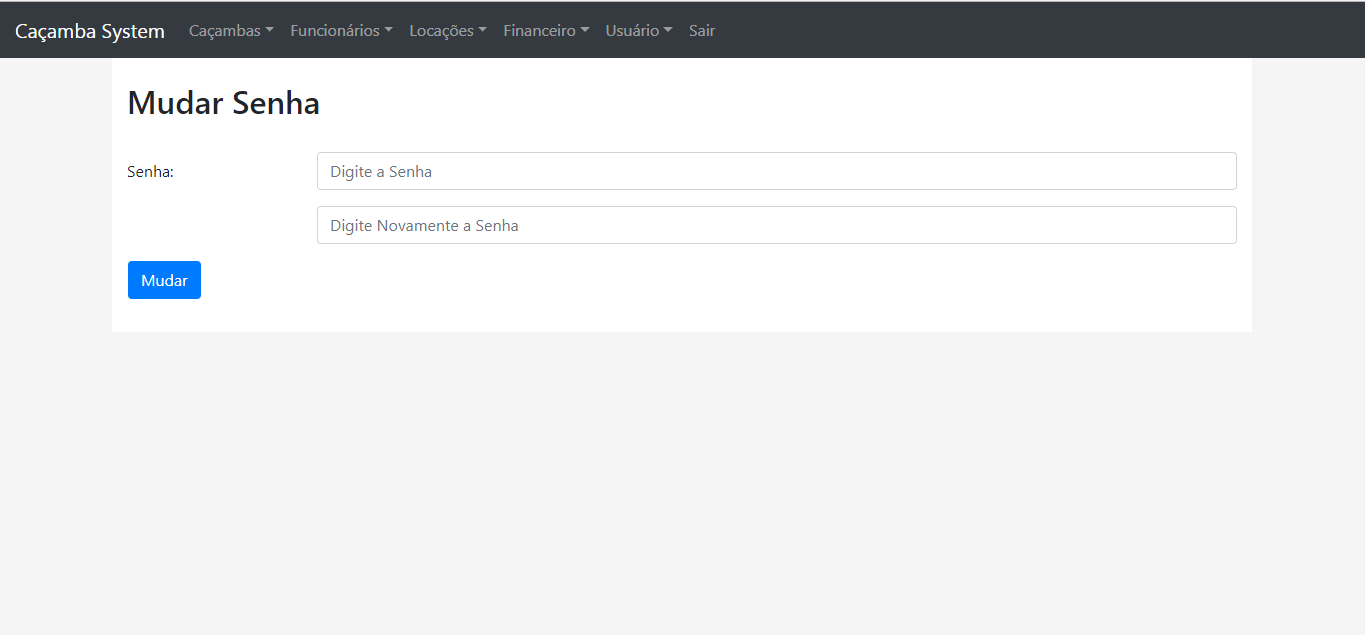 Caçamba System Caçambas Funcionários Locações Financeiro Usuário Sair
Mudar Senha
Senha: Digite a Senha
Digite Novamente a Senha
Mudar